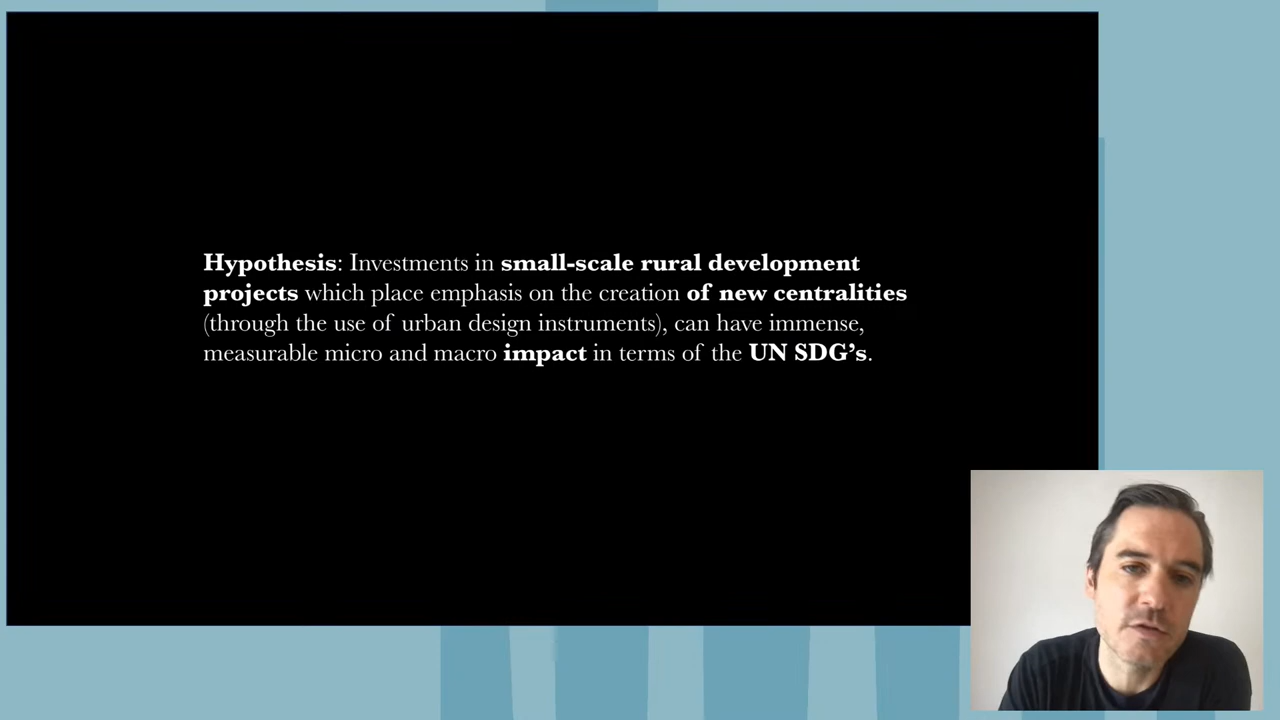 Hypothesis: Investments in small-scale rural development
projects which place emphasis on the creation of new centralities
(through the use of urban design instruments), can have immense,
measurable micro and macro impact in terms of the UN SDG’s.